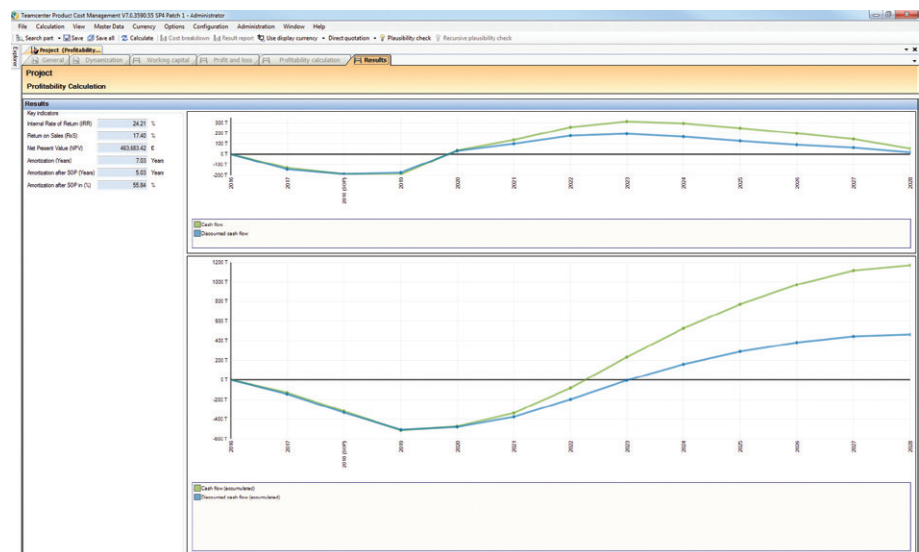 Teamcenter Product Cost Management V7.0.3590.55 SP4 Patch 1 - Administrator
File Calculation View Master Data Currency Options Configuration Administration Window Help
Search part Save Save all Calculate Cost breakdown Result report Use display currency Direct quotation Plausibility check Recursive plausibility check
Explorer
Project (Profitability...
General Dynamization Working capital Profit and loss Profitability calculation Results
Project
Profitability Calculation
Results
Key indicators
Internal Rate of Return (IRR) 24.21 %
Return on Sales (RoS) 17.40 %
Net Present Value (NPV) 463,683.42 €
Amortization (Years) 7.03 Years
Amortization after SOP (Years) 5.03 Years
Amortization after SOP in (%) 55.84 %
300 T
200 T
100 T
0 T
-100 T
-200 T
2016 2017 2018 (SOP) 2019 2020 2021 2022 2023 2024 2025 2026 2027 2028
Cash flow
Discounted cash flow
1200 T
1000 T
800 T
600 T
400 T
200 T
0 T
-200 T
-400 T
-600 T
2016 2017 2018 (SOP) 2019 2020 2021 2022 2023 2024 2025 2026 2027 2028
Cash flow (accumulated)
Discounted cash flow (accumulated)